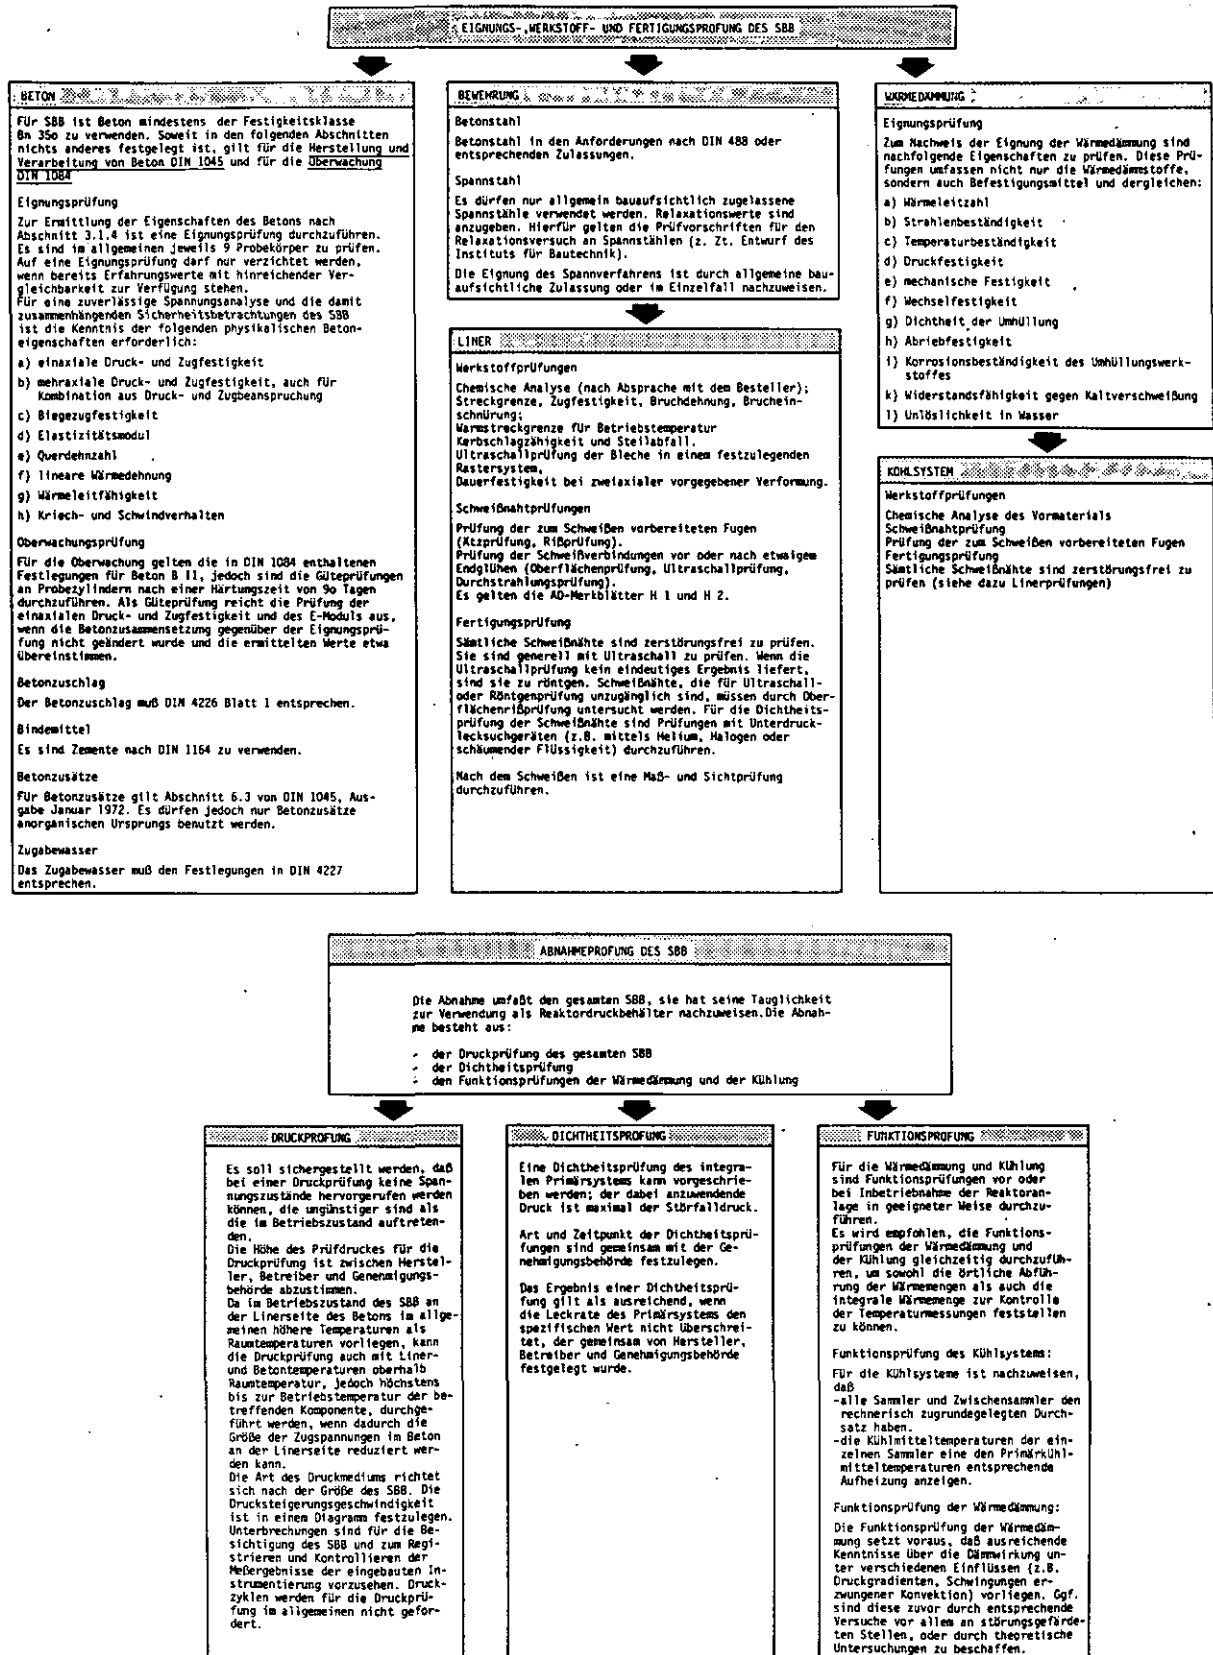 EIGNUNGS-,WERKSTOFF- UND FERTIGUNGSPROFUNG DES SBB
BETON
Für SBB ist Beton mindestens der Festigkeitsklasse
Bn 35o zu verwenden. Soweit in den folgenden Abschnitten
nichts anderes festgelegt ist, gilt für die Herstellung und
Verarbeitung von Beton DIN 1045 und für die Oberwachung
DIN 1084
Eignungsprüfung
Zur Ermittlung der Eigenschaften des Betons nach
Abschnitt 3.1.4 ist eine Eignungsprüfung durchzuführen.
Es sind im allgemeinen jeweils 9 Probekörper zu prüfen.
Auf eine Eignungsprüfung darf nur verzichtet werden,
wenn bereits Erfahrungswerte mit hinreichender Ver-
gleichbarkeit zur Verfügung stehen.
Für eine zuverlässige Spannungsanalyse und die damit
zusammenhängenden Sicherheitsbetrachtungen des SBB
ist die Kenntnis der folgenden physikalischen Beton-
eigenschaften erforderlich:
a) einaxiale Druck- und Zugfestigkeit
b) mehraxiale Druck- und Zugfestigkeit, auch für
Kombination aus Druck- und Zugbeanspruchung
c) Biegezugfestigkeit
d) Elastizitätsmodul
e) Querdehnzahl
f) lineare Wärmedehnung
g) Wärmeleitfähigkeit
h) Kriech- und Schwindverhalten
Oberwachungsprüfung
Für die Oberwachung gelten die in DIN 1084 enthaltenen
Festlegungen für Beton B II, jedoch sind die Güteprüfungen
an Probezylindern nach einer Härtungszeit von 9o Tagen
durchzuführen. Als Güteprüfung reicht die Prüfung der
einaxialen Druck- und Zugfestigkeit und des E-Moduls aus,
wenn die Betonzusammensetzung gegenüber der Eignungsprü-
fung nicht geändert wurde und die ermittelten Werte etwa
übereinstimmen.
Betonzuschlag
Der Betonzuschlag muß DIN 4226 Blatt 1 entsprechen.
Bindemittel
Es sind Zemente nach DIN 1164 zu verwenden.
Betonzusätze
Für Betonzusätze gilt Abschnitt 6.3 von DIN 1045, Aus-
gabe Januar 1972. Es dürfen jedoch nur Betonzusätze
anorganischen Ursprungs benutzt werden.
Zugabewasser
Das Zugabewasser muß den Festlegungen in DIN 4227
entsprechen.
BEWEHRUNG
Betonstahl
Betonstahl in den Anforderungen nach DIN 488 oder
entsprechenden Zulassungen.
Spannstahl
Es dürfen nur allgemein bauaufsichtlich zugelassene
Spannstähle verwendet werden. Relaxationswerte sind
anzugeben. Hierfür gelten die Prüfvorschriften für den
Relaxationsversuch an Spannstählen (z. Zt. Entwurf des
Instituts für Bautechnik).
Die Eignung des Spannverfahrens ist durch allgemeine bau-
aufsichtliche Zulassung oder im Einzelfall nachzuweisen.
LINER
Werkstoffprüfungen
Chemische Analyse (nach Absprache mit dem Besteller);
Streckgrenze, Zugfestigkeit, Bruchdehnung, Bruchein-
schnürung;
Warmstreckgrenze für Betriebstemperatur
Kerbschlagzähigkeit und Steilabfall.
Ultraschallprüfung der Bleche in einem festzulegenden
Rastersystem.
Dauerfestigkeit bei zweiaxialer vorgegebener Verformung.
Schweißnahtprüfungen
Prüfung der zum Schweißen vorbereiteten Fugen
(Xtzprüfung, Rißprüfung).
Prüfung der Schweißverbindungen vor oder nach etwaigem
Endglühen (Oberflächenprüfung, Ultraschallprüfung,
Durchstrahlungsprüfung).
Es gelten die AD-Merkblätter H 1 und H 2.
Fertigungsprüfung
Sämtliche Schweißnähte sind zerstörungsfrei zu prüfen.
Sie sind generell mit Ultraschall zu prüfen. Wenn die
Ultraschallprüfung kein eindeutiges Ergebnis liefert,
sind sie zu röntgen. Schweißnähte, die für Ultraschall-
oder Röntgenprüfung unzugänglich sind, müssen durch Ober-
flächenrißprüfung untersucht werden. Für die Dichtheits-
prüfung der Schweißnähte sind Prüfungen mit Unterdruck-
lecksuchgeräten (z.B. mittels Helium, Halogen oder
schäumender Flüssigkeit) durchzuführen.
Nach dem Schweißen ist eine Maß- und Sichtprüfung
durchzuführen.
WARMEDAMMUNG
Eignungsprüfung
Zum Nachweis der Eignung der Wärmedämmung sind
nachfolgende Eigenschaften zu prüfen. Diese Prü-
fungen umfassen nicht nur die Wärmedämmstoffe,
sondern auch Befestigungsmittel und dergleichen:
a) Wärmeleitzahl
b) Strahlenbeständigkeit
c) Temperaturbeständigkeit
d) Druckfestigkeit
e) mechanische Festigkeit
f) Wechselfestigkeit
g) Dichtheit der Umhüllung
h) Abriebfestigkeit
i) Korrosionsbeständigkeit des Umhüllungswerk-
stoffes
k) Widerstandsfähigkeit gegen Kaltverschweißung
l) Unlöslichkeit in Wasser
KOHLSYSTEM
Werkstoffprüfungen
Chemische Analyse des Vormaterials
Schweißnahtprüfung
Prüfung der zum Schweißen vorbereiteten Fugen
Fertigungsprüfung
Sämtliche Schweißnähte sind zerstörungsfrei zu
prüfen (siehe dazu Linerprüfungen)
ABNAHMEPROFUNG DES SBB
Die Abnahme umfaßt den gesamten SBB, sie hat seine Tauglichkeit
zur Verwendung als Reaktordruckbehälter nachzuweisen.Die Abnah-
me besteht aus:
- der Druckprüfung des gesamten SBB
- der Dichtheitsprüfung
- den Funktionsprüfungen der Wärmedämmung und der Kühlung
DRUCKPROFUNG
Es soll sichergestellt werden, daß
bei einer Druckprüfung keine Span-
nungszustände hervorgerufen werden
können, die ungünstiger sind als
die im Betriebszustand auftreten-
den.
Die Höhe des Prüfdruckes für die
Druckprüfung ist zwischen Herstel-
ler, Betreiber und Genehmigungs-
behörde abzustimmen.
Da im Betriebszustand des SBB an
der Linerseite des Betons im allge-
meinen höhere Temperaturen als
Raumtemperaturen vorliegen, kann
die Druckprüfung auch mit Liner-
und Betontemperaturen oberhalb
Raumtemperatur, jedoch höchstens
bis zur Betriebstemperatur der be-
treffenden Komponente, durchge-
führt werden, wenn dadurch die
Größe der Zugspannungen im Beton
an der Linerseite reduziert wer-
den kann.
Die Art des Druckmediums richtet
sich nach der Größe des SBB. Die
Drucksteigerungsgeschwindigkeit
ist in einem Diagramm festzulegen.
Unterbrechungen sind für die Be-
sichtigung des SBB und zum Regi-
strieren und Kontrollieren der
Meßergebnisse der eingebauten In-
strumentierung vorzusehen. Druck-
zyklen werden für die Druckprü-
fung im allgemeinen nicht gefor-
dert.
DICHTHEITSPROFUNG
Eine Dichtheitsprüfung des integra-
len Primärsystems kann vorgeschrie-
ben werden; der dabei anzuwendende
Druck ist maximal der Störfalldruck.
Art und Zeitpunkt der Dichtheitsprü-
fungen sind gemeinsam mit der Ge-
nehmigungsbehörde festzulegen.
Das Ergebnis einer Dichtheitsprü-
fung gilt als ausreichend, wenn
die Leckrate des Primärsystems den
spezifischen Wert nicht überschrei-
tet, der gemeinsam von Hersteller,
Betreiber und Genehmigungsbehörde
festgelegt wurde.
FUNKTIONSPROFUNG
Für die Wärmedämmung und Kühlung
sind Funktionsprüfungen vor oder
bei Inbetriebnahme der Reaktoran-
lage in geeigneter Weise durchzu-
führen.
Es wird empfohlen, die Funktions-
prüfungen der Wärmedämmung und
der Kühlung gleichzeitig durchzufüh-
ren, um sowohl die örtliche Abfüh-
rung der Wärmemengen als auch die
integrale Wärmemenge zur Kontrolle
der Temperaturmessungen feststellen
zu können.
Funktionsprüfung des Kühlsystems:
Für die Kühlsysteme ist nachzuweisen,
daß
-alle Sammler und Zwischensammler den
rechnerisch zugrundegelegten Durch-
satz haben.
-die Kühlmitteltemperaturen der ein-
zelnen Sammler eine den Primärkühl-
mitteltemperaturen entsprechende
Aufheizung anzeigen.
Funktionsprüfung der Wärmedämmung:
Die Funktionsprüfung der Wärmedäm-
mung setzt voraus, daß ausreichende
Kenntnisse über die Dämmwirkung un-
ter verschiedenen Einflüssen (z.B.
Druckgradienten, Schwingungen er-
zwungener Konvektion) vorliegen. Ggf.
sind diese zuvor durch entsprechende
Versuche vor allem an störungsgefärde-
ten Stellen, oder durch theoretische
Untersuchungen zu beschaffen.